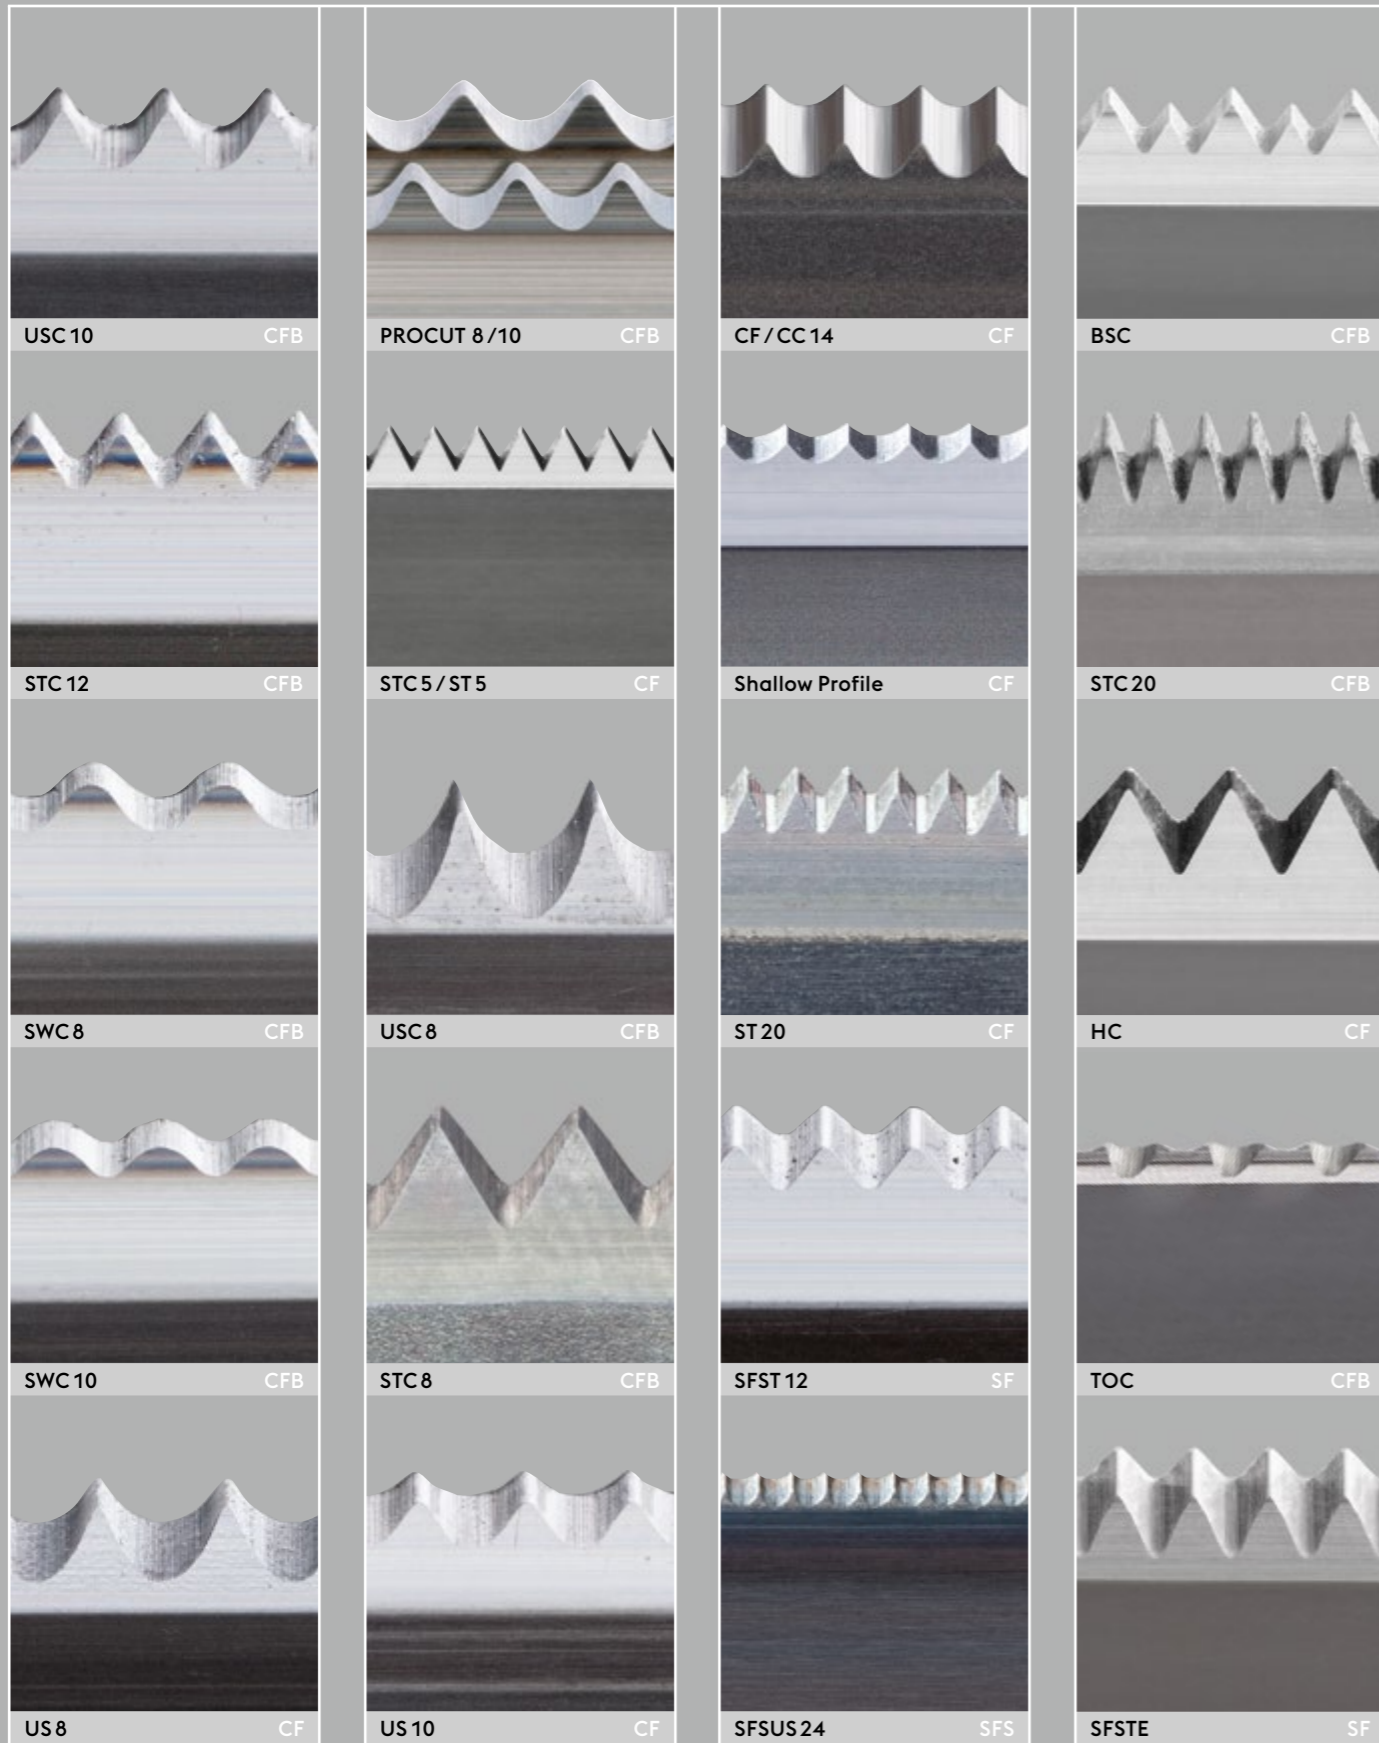 USC 10 CFB
PROCUT 8/10 CFB
CF/CC 14 CF
BSC CFB
STC 12 CFB
STC 5/ST 5 CF
Shallow Profile CF
STC 20 CFB
SWC 8 CFB
USC 8 CFB
ST 20 CF
HC CF
SWC 10 CFB
STC 8 CFB
SFST 12 SF
TOC CFB
US 8 CF
US 10 CF
SFSUS 24 SFS
SFSTE SF